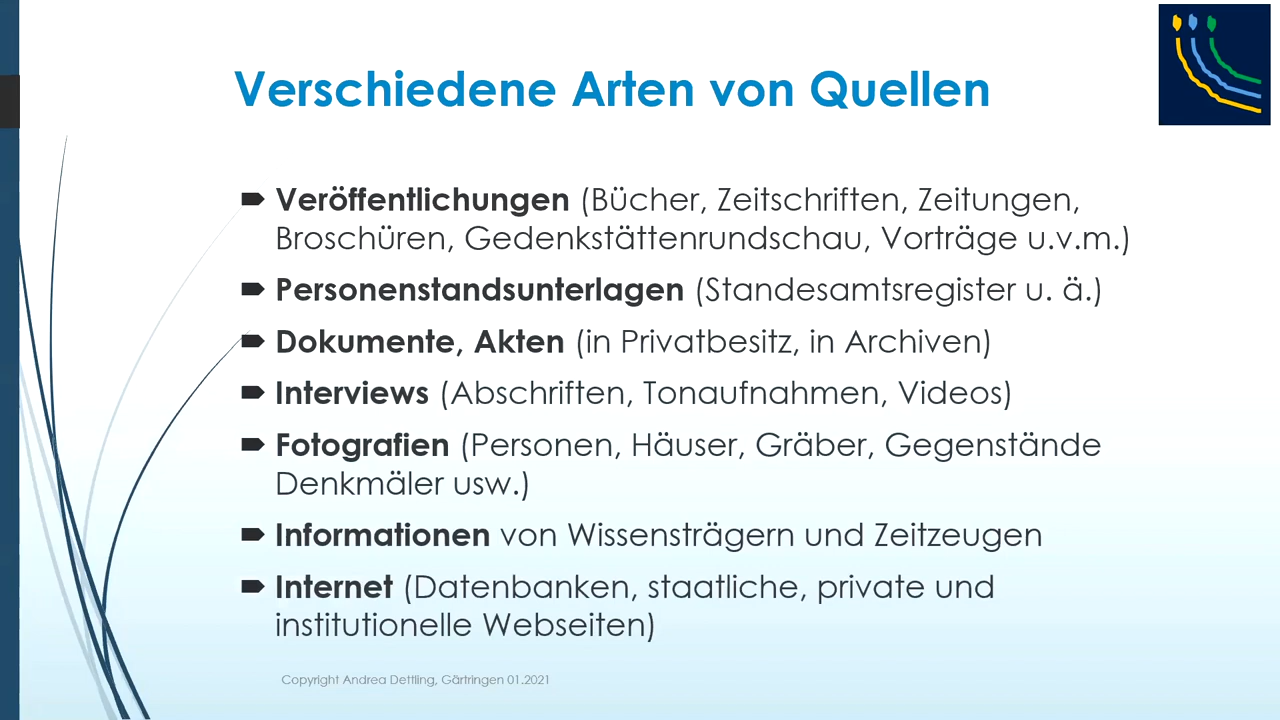 Verschiedene Arten von Quellen
Veröffentlichungen (Bücher, Zeitschriften, Zeitungen,
Broschüren, Gedenkstättenrundschau, Vorträge u.v.m.)
Personenstandsunterlagen (Standesamtsregister u. ä.)
Dokumente, Akten (in Privatbesitz, in Archiven)
Interviews (Abschriften, Tonaufnahmen, Videos)
Fotografien (Personen, Häuser, Gräber, Gegenstände
Denkmäler usw.)
Informationen von Wissensträgern und Zeitzeugen
Internet (Datenbanken, staatliche, private und
institutionelle Webseiten)
Copyright Andrea Dettling, Gärtringen 01.2021